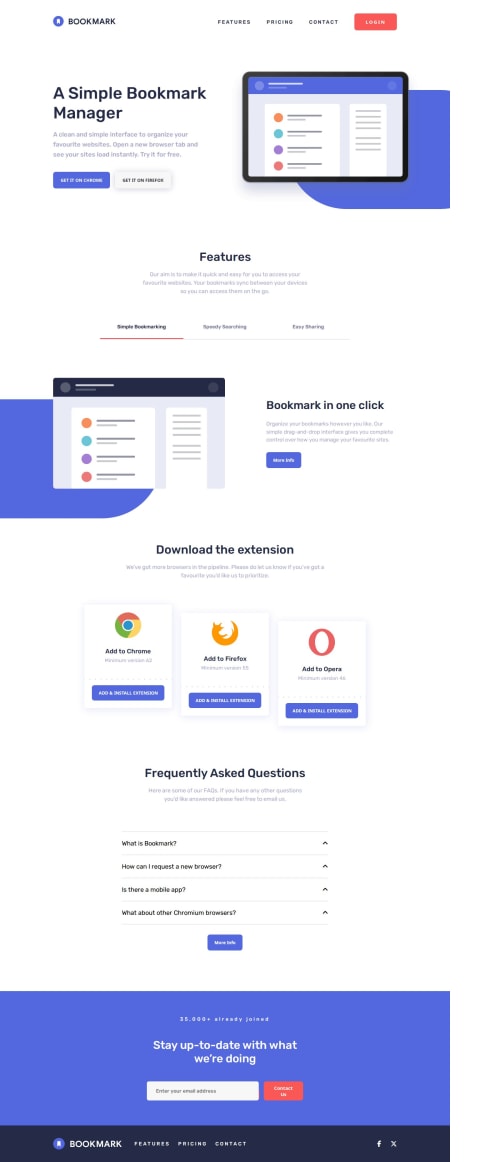 BOOKMARK
FEATURES PRICING CONTACT LOGIN
A Simple Bookmark
Manager
A clean and simple interface to organize your
favourite websites. Open a new browser tab and
see your sites load instantly. Try it for free.
GET IT ON CHROME GET IT ON FIREFOX
Features
Our aim is to make it quick and easy for you to access your
favourite websites. Your bookmarks sync between your devices
so you can access them on the go.
Simple Bookmarking Speedy Searching Easy Sharing
Bookmark in one click
Organize your bookmarks however you like. Our
simple drag-and-drop interface gives you complete
control over how you manage your favourite sites.
More Info
Download the extension
We've got more browsers in the pipeline. Please do let us know if you've got a
favourite you'd like us to prioritize.
Add to Chrome
Minimum version 62
ADD & INSTALL EXTENSION
Add to Firefox
Minimum version 55
ADD & INSTALL EXTENSION
Add to Opera
Minimum version 46
ADD & INSTALL EXTENSION
Frequently Asked Questions
Here are some of our FAQs. If you have any other questions
you'd like answered please feel free to email us.
What is Bookmark?
How can I request a new browser?
Is there a mobile app?
What about other Chromium browsers?
More Info
35,000+ already joined
Stay up-to-date with what
we're doing
Enter your email address
Contact
Us
BOOKMARK FEATURES PRICING CONTACT